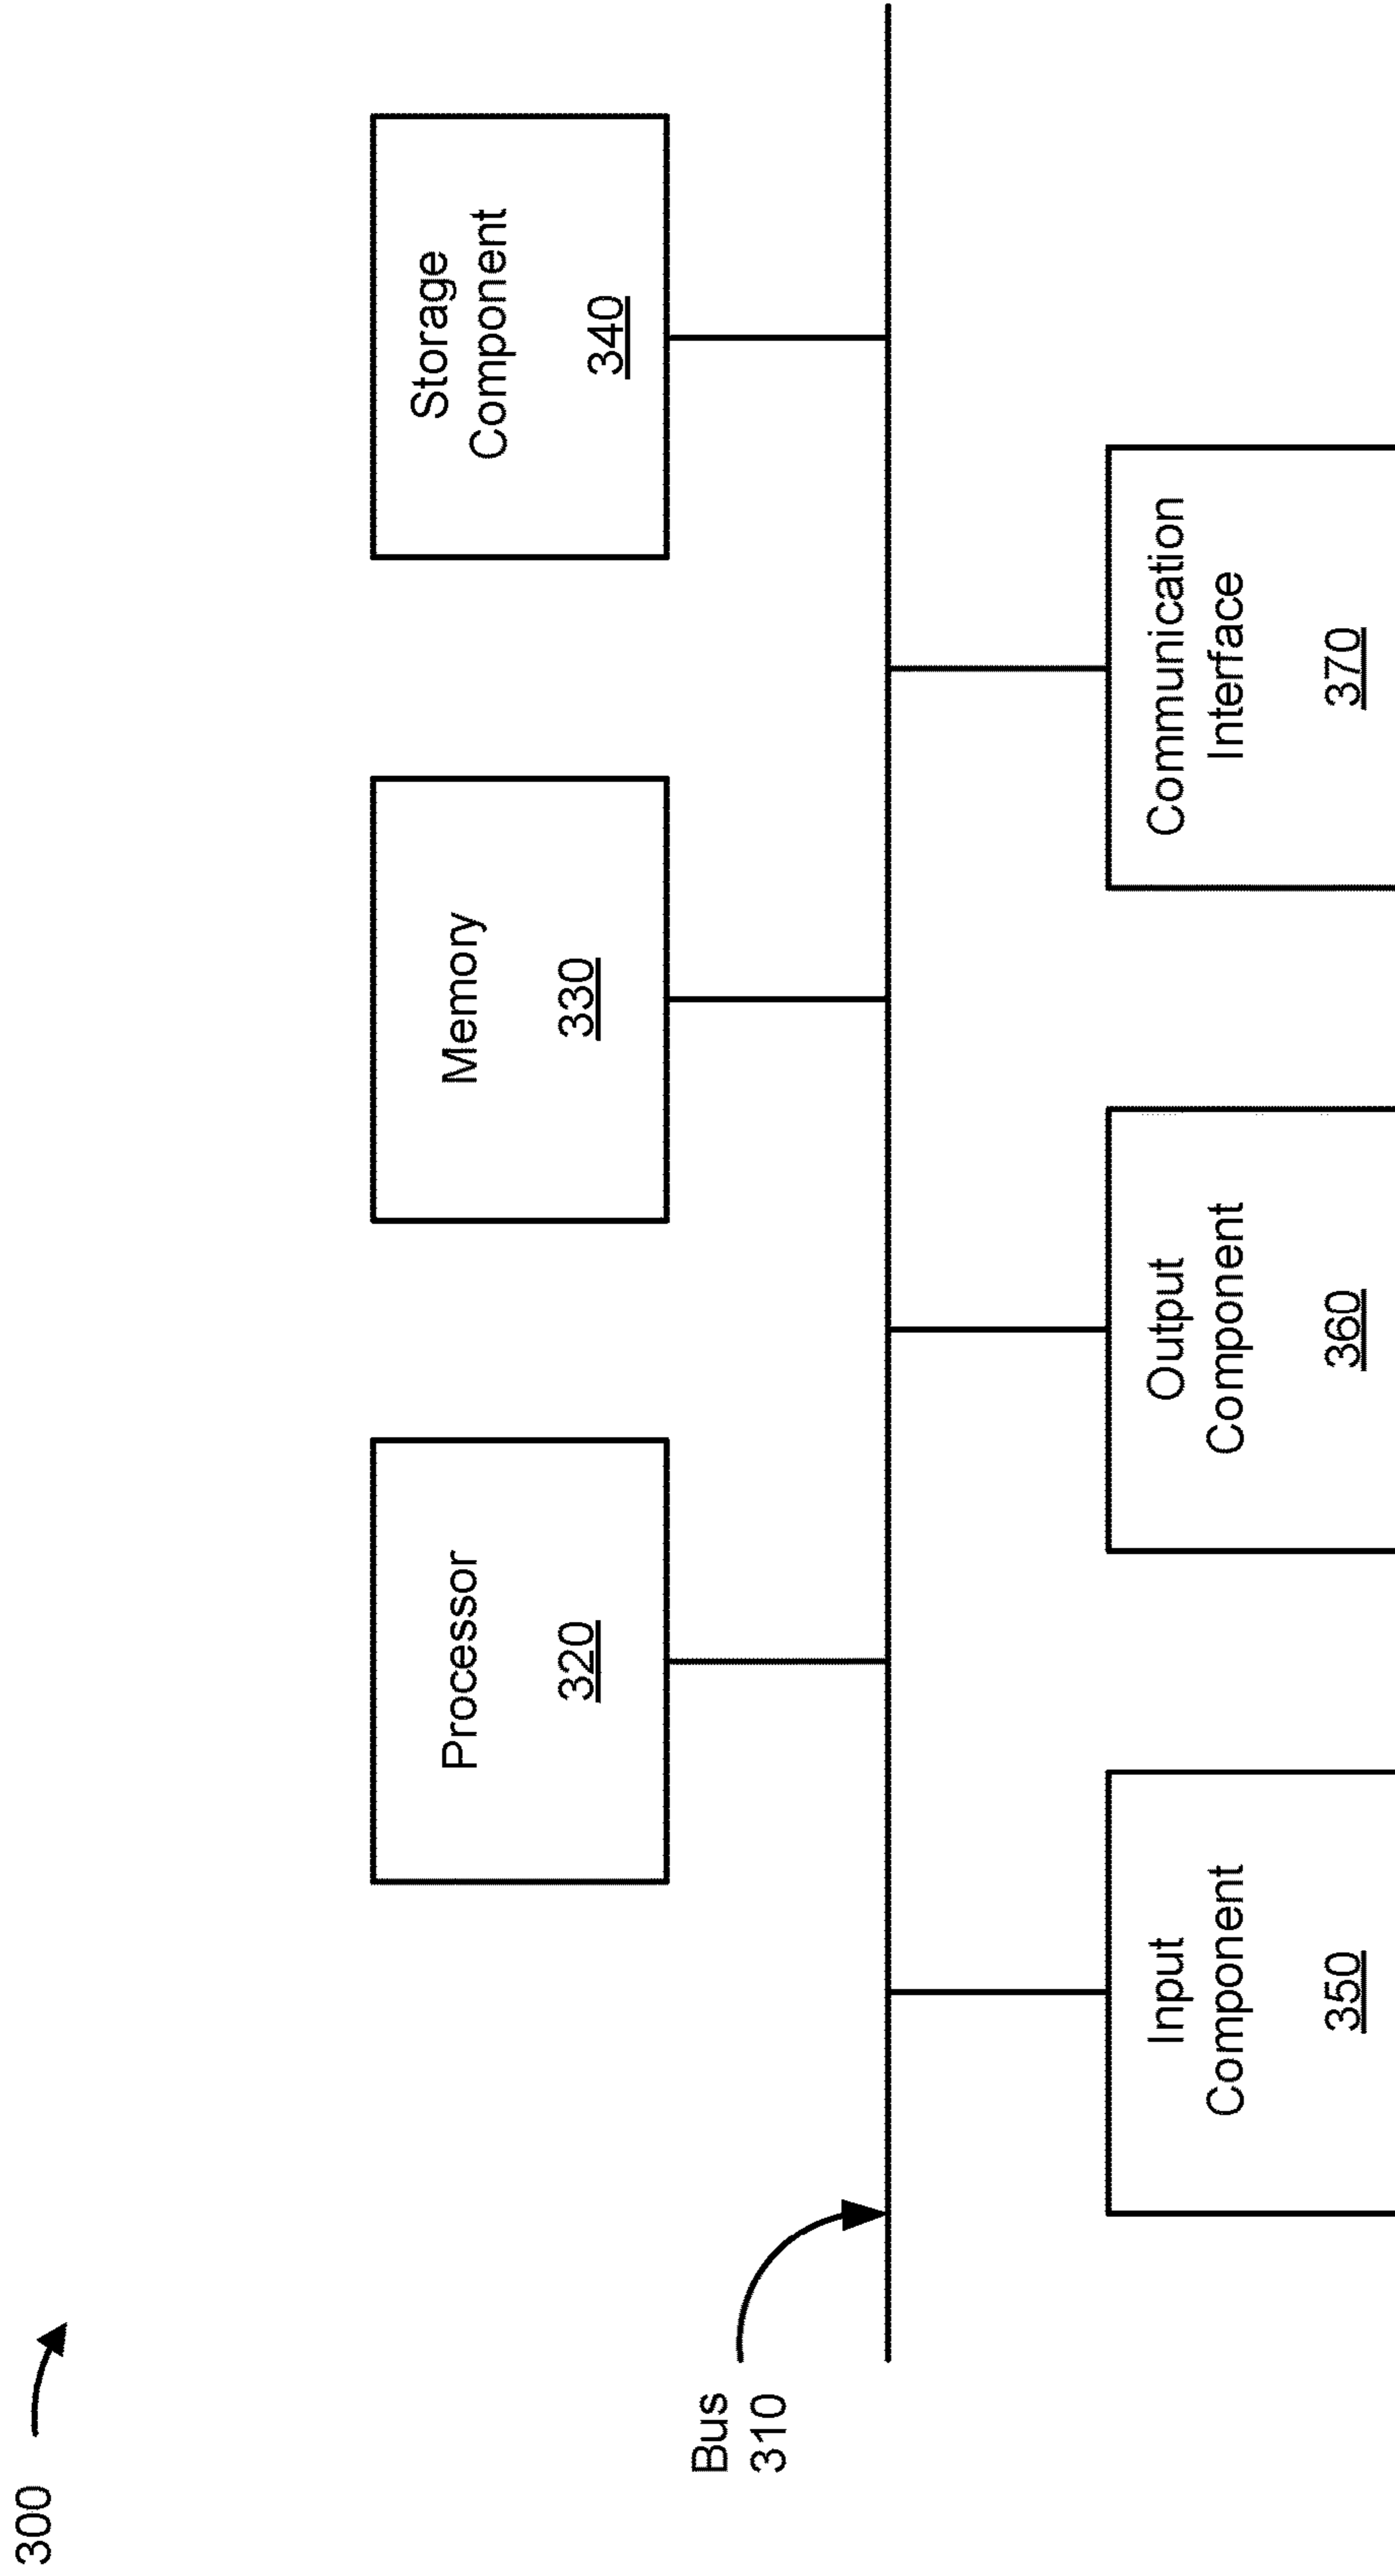 300
Processor
320
Memory
330
Storage
Component
340
Bus
310
Input
Component
350
Output
Component
360
Communication
Interface
370